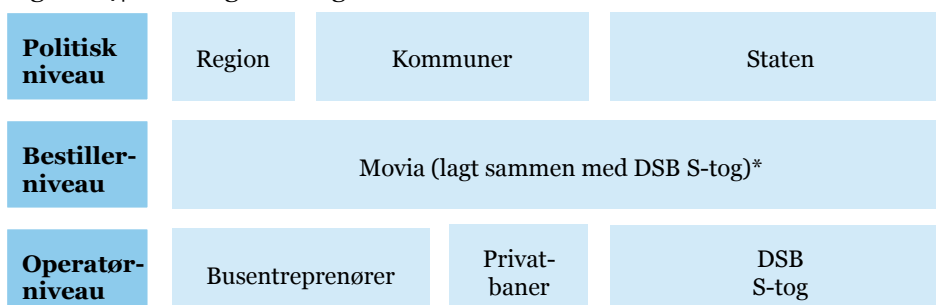 Politisk
niveau
Region
Kommuner
Staten
Bestiller-
niveau
Movia (lagt sammen med DSB S-tog)*
Operatør-
niveau
Busentreprenører
Privat-
baner
DSB
S-tog